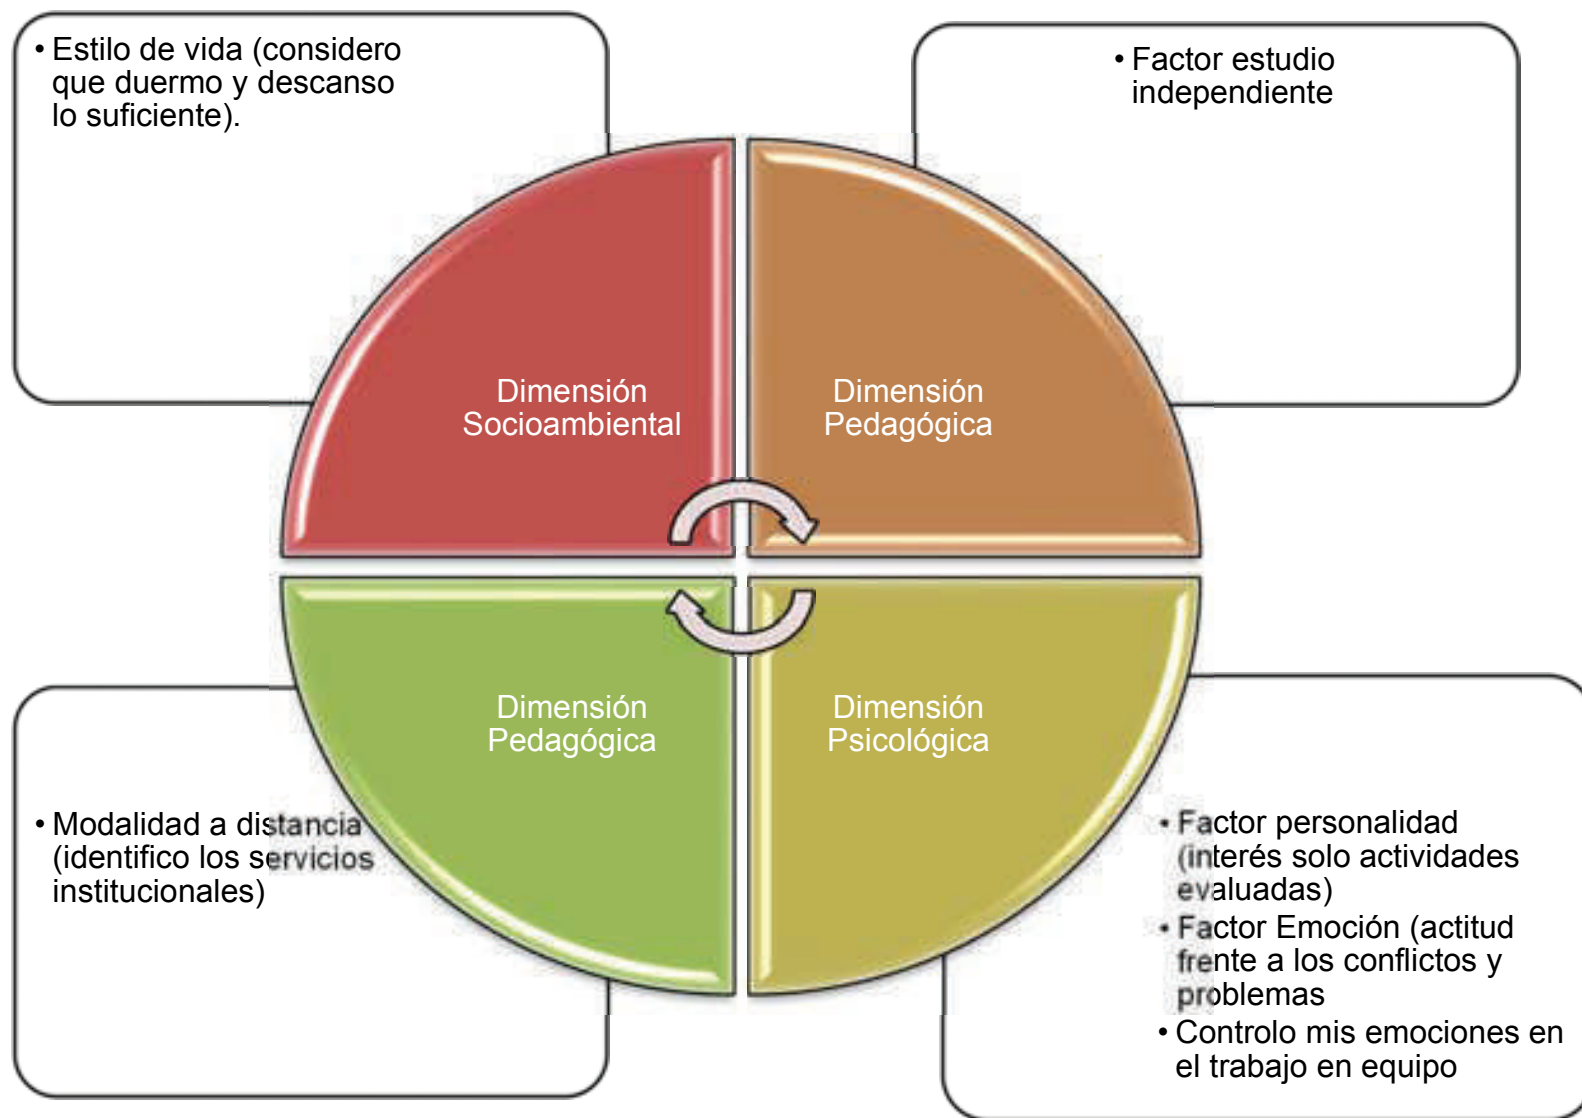 • Estilo de vida (considero
que duermo y descanso
lo suficiente).
• Factor estudio
independiente
Dimensión
Socioambiental
Dimensión
Pedagógica
Dimensión
Pedagógica
Dimensión
Psicológica
• Modalidad a distancia
(identifico los servicios
institucionales)
• Factor personalidad
(interés solo actividades
evaluadas)
• Factor Emoción (actitud
frente a los conflictos y
problemas
• Controlo mis emociones en
el trabajo en equipo